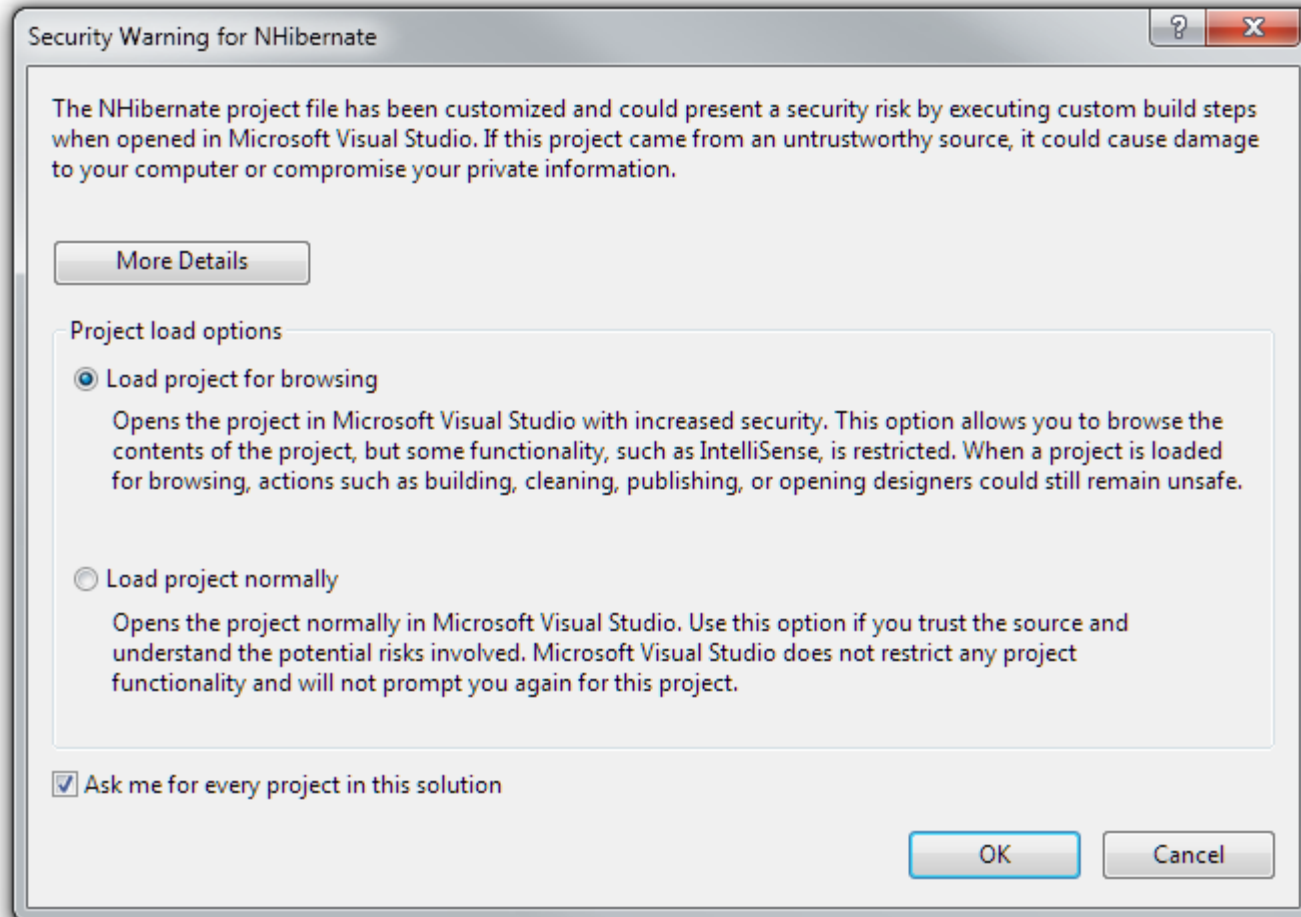 Security Warning for NHibernate
The NHibernate project file has been customized and could present a security risk by executing custom build steps
when opened in Microsoft Visual Studio. If this project came from an untrustworthy source, it could cause damage
to your computer or compromise your private information.
More Details
Project load options
Load project for browsing
Opens the project in Microsoft Visual Studio with increased security. This option allows you to browse the
contents of the project, but some functionality, such as IntelliSense, is restricted. When a project is loaded
for browsing, actions such as building, cleaning, publishing, or opening designers could still remain unsafe.
Load project normally
Opens the project normally in Microsoft Visual Studio. Use this option if you trust the source and
understand the potential risks involved. Microsoft Visual Studio does not restrict any project
functionality and will not prompt you again for this project.
Ask me for every project in this solution
OK Cancel